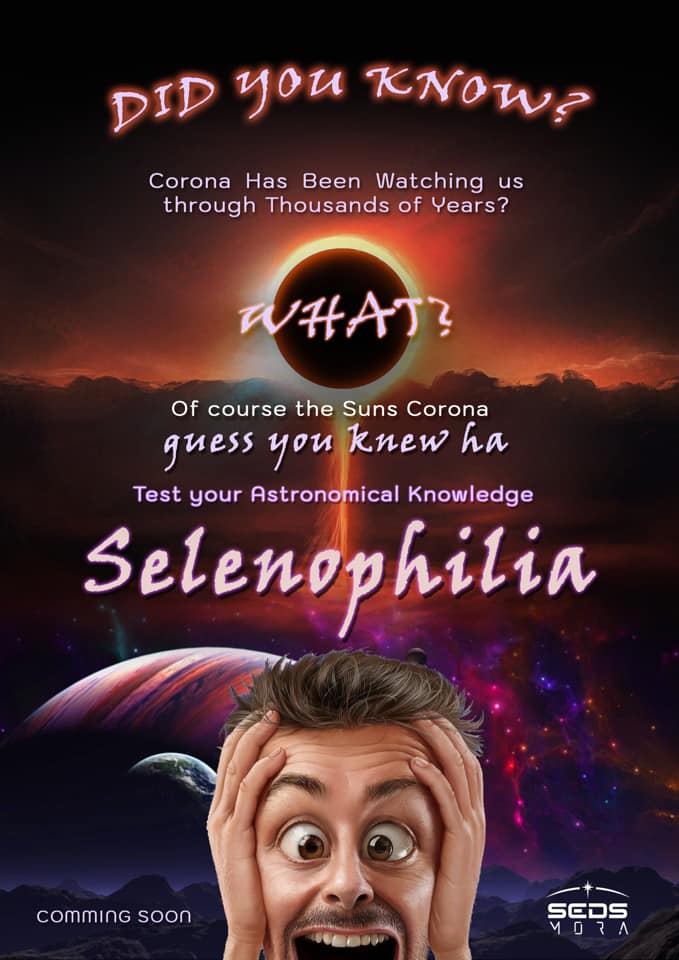 DID YOU KNOW?
Corona Has Been Watching us
through Thousands of Years?
WHAT?
Of course the Suns Corona
guess you knew ha
Test your Astronomical Knowledge
Selenophilia
COMMING SOON
SEDS
MORA